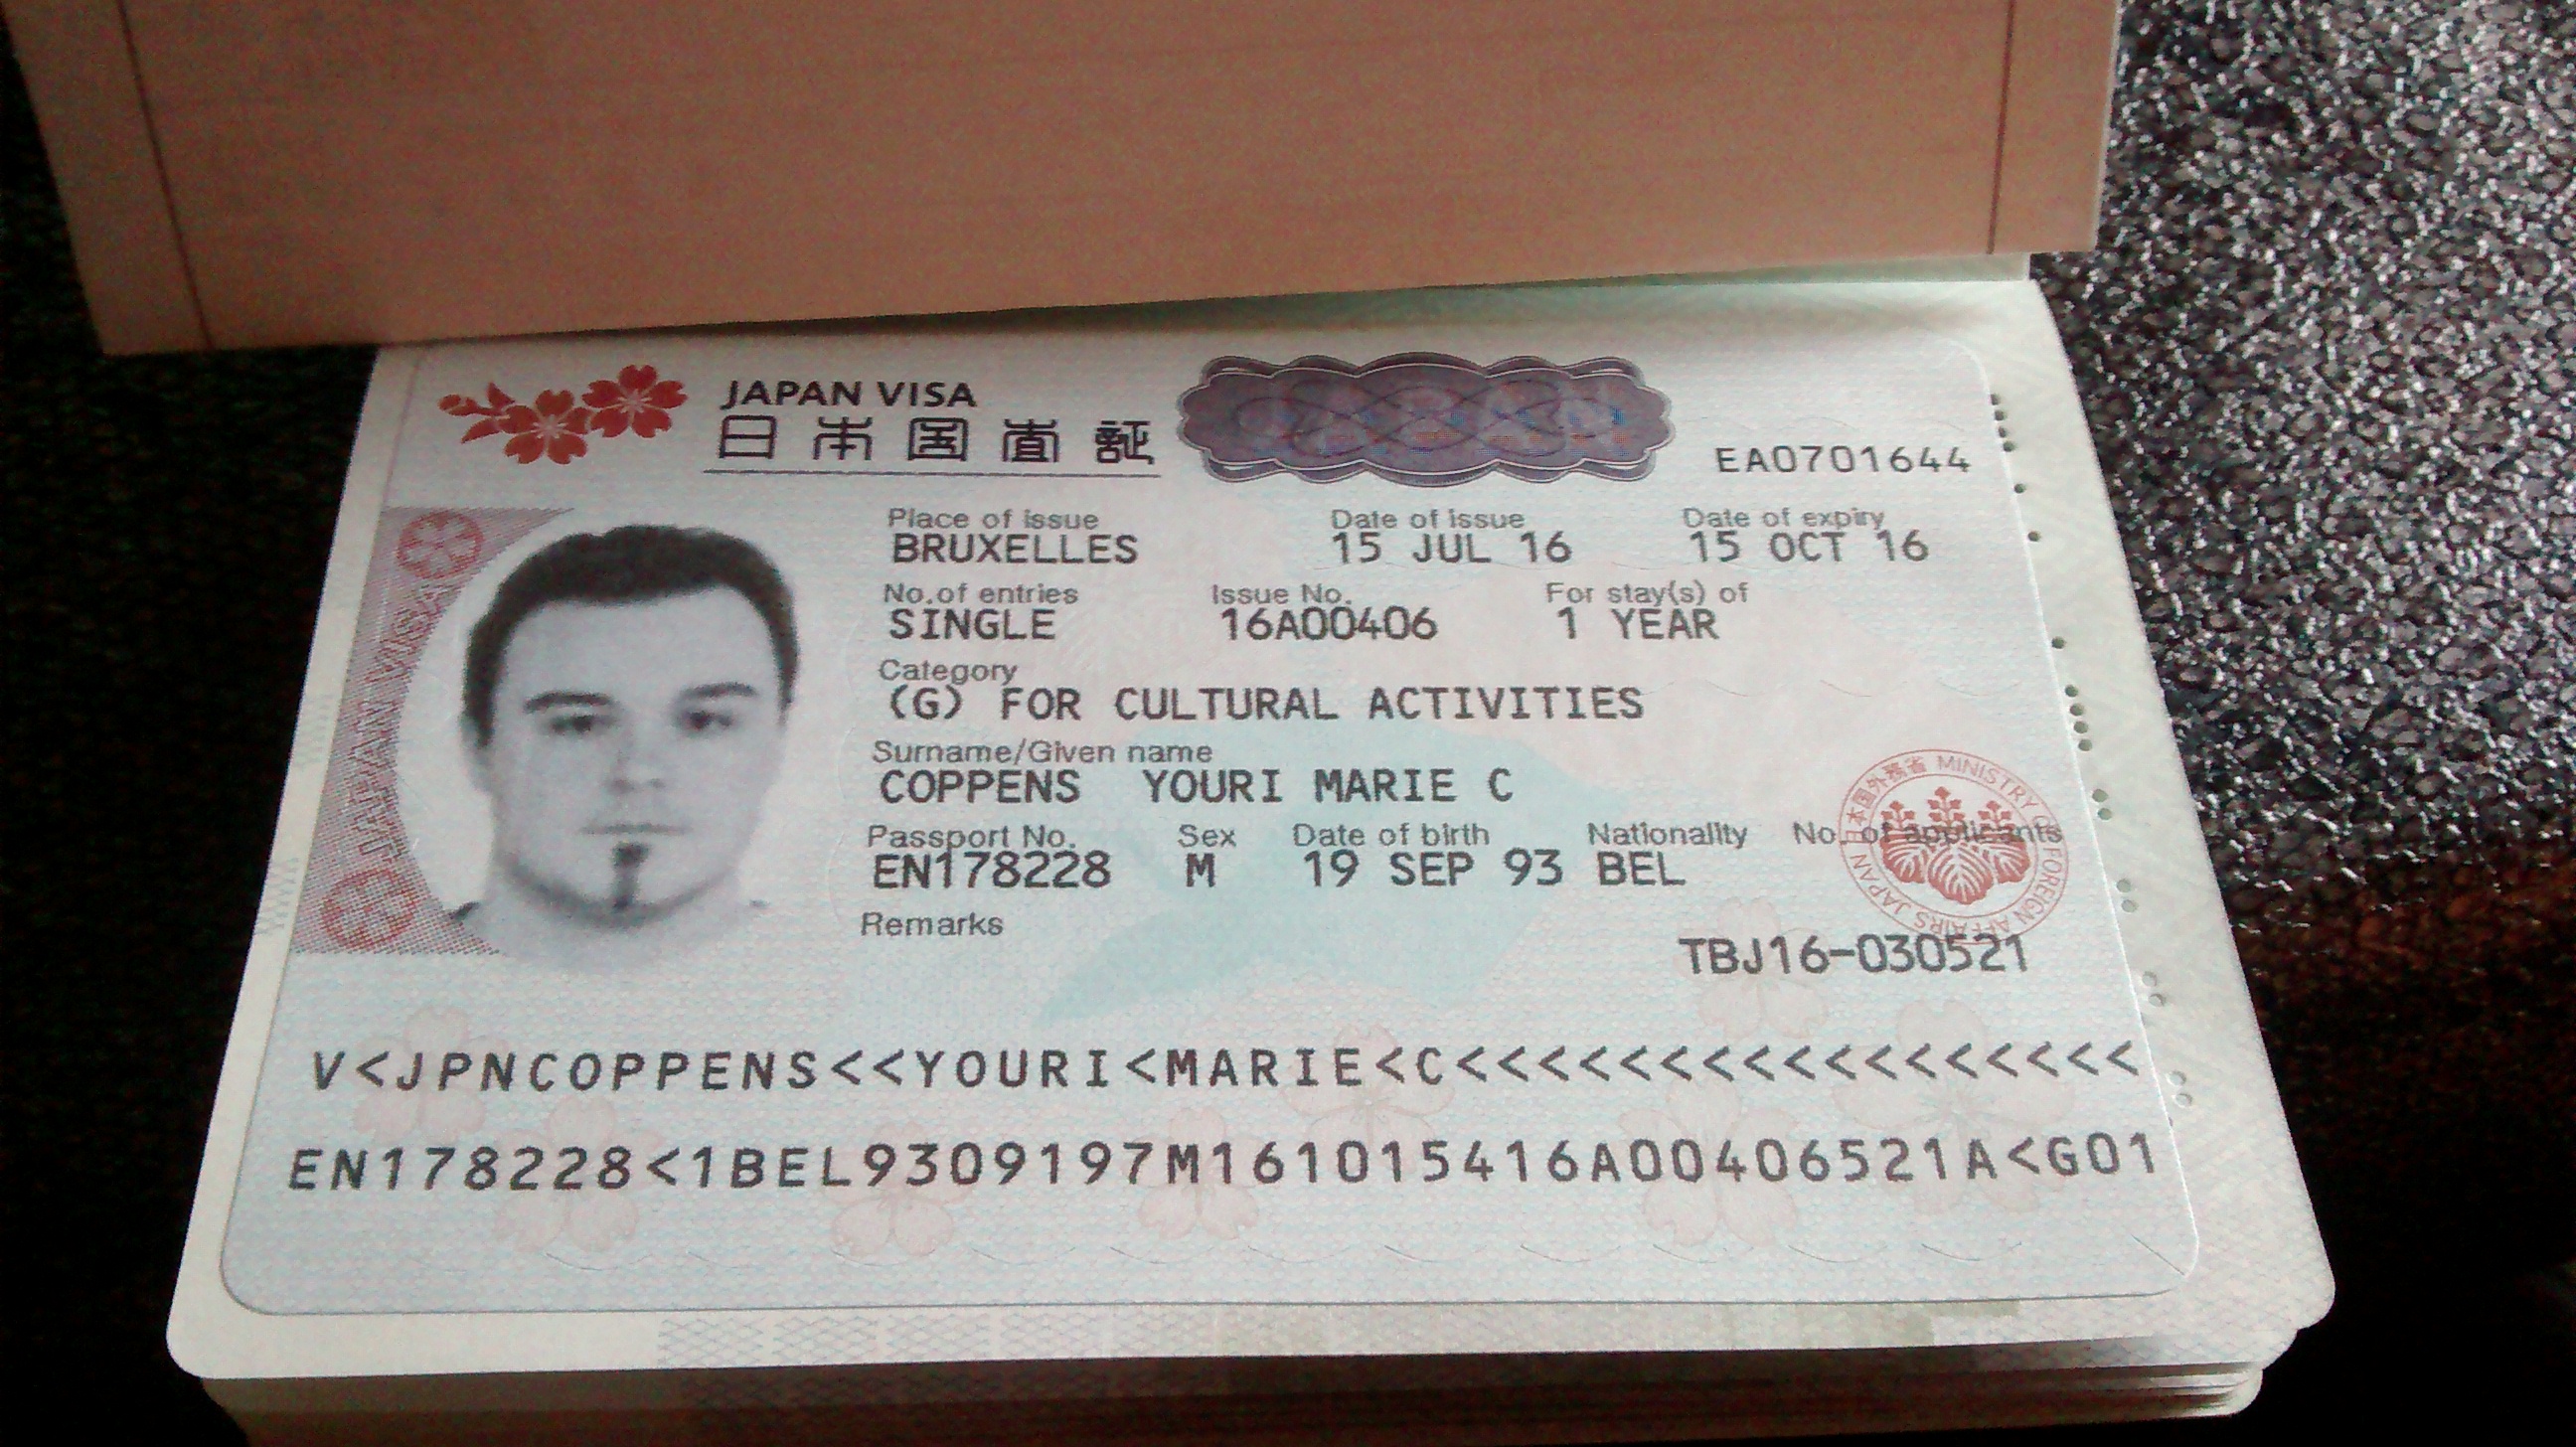 JAPAN VISA
日本国査証
EA0701644
Place of issue Date of issue Date of expiry
BRUXELLES 15 JUL 16 15 OCT 16
No.of entries Issue No. For stay(s) of
SINGLE 16A00406 1 YEAR
Category
(G) FOR CULTURAL ACTIVITIES
Surname/Given name
COPPENS YOURI MARIE C
Passport No. Sex Date of birth Nationality No. of applicants
EN178228 M 19 SEP 93 BEL
Remarks
TBJ16-030521
日本国外務省 MINISTRY OF FOREIGN AFFAIRS JAPAN
JAPAN VISA
V<JPNCOPPENS<<YOURI<MARIE<C<<<<<<<<<<<<<<<<<
EN178228<1BEL9309197M161015416A00406521A<G01